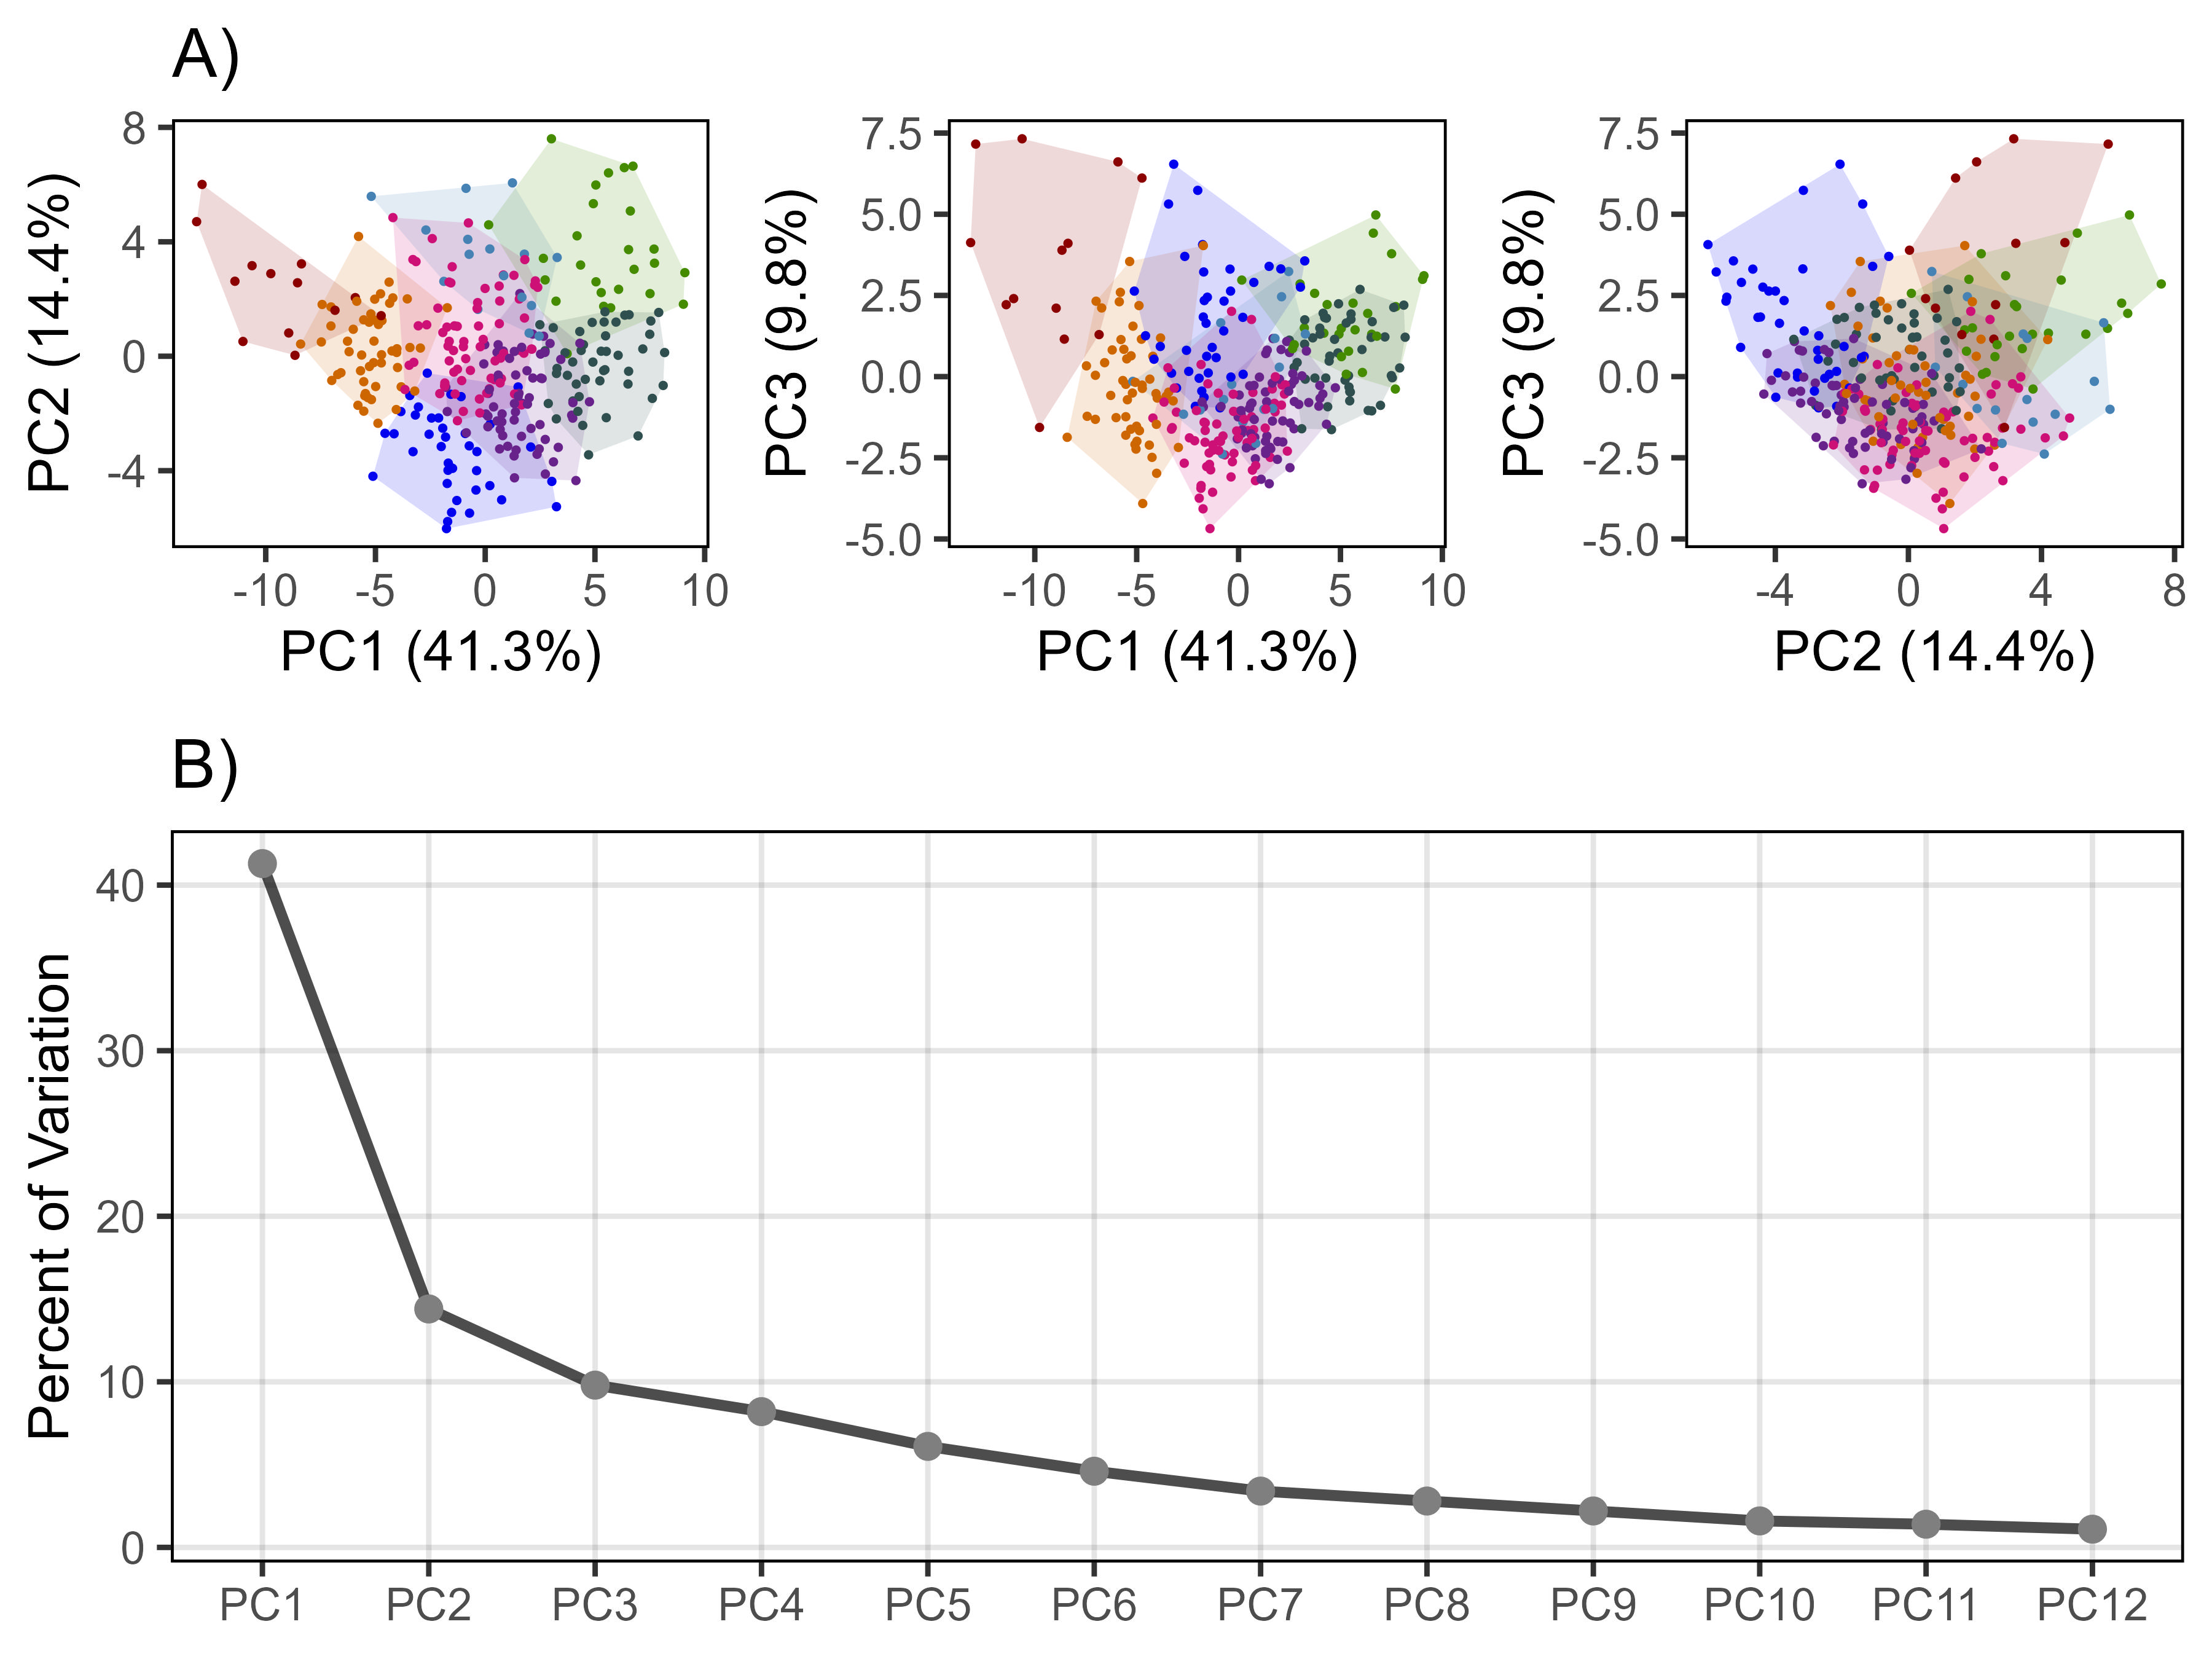 A)
PC2 (14.4%)
8
4
0
-4
-10 -5 0 5 10
PC1 (41.3%)
PC3 (9.8%)
7.5
5.0
2.5
0.0
-2.5
-5.0
-10 -5 0 5 10
PC1 (41.3%)
PC3 (9.8%)
7.5
5.0
2.5
0.0
-2.5
-5.0
-4 0 4 8
PC2 (14.4%)
B)
Percent of Variation
40
30
20
10
0
PC1 PC2 PC3 PC4 PC5 PC6 PC7 PC8 PC9 PC10 PC11 PC12